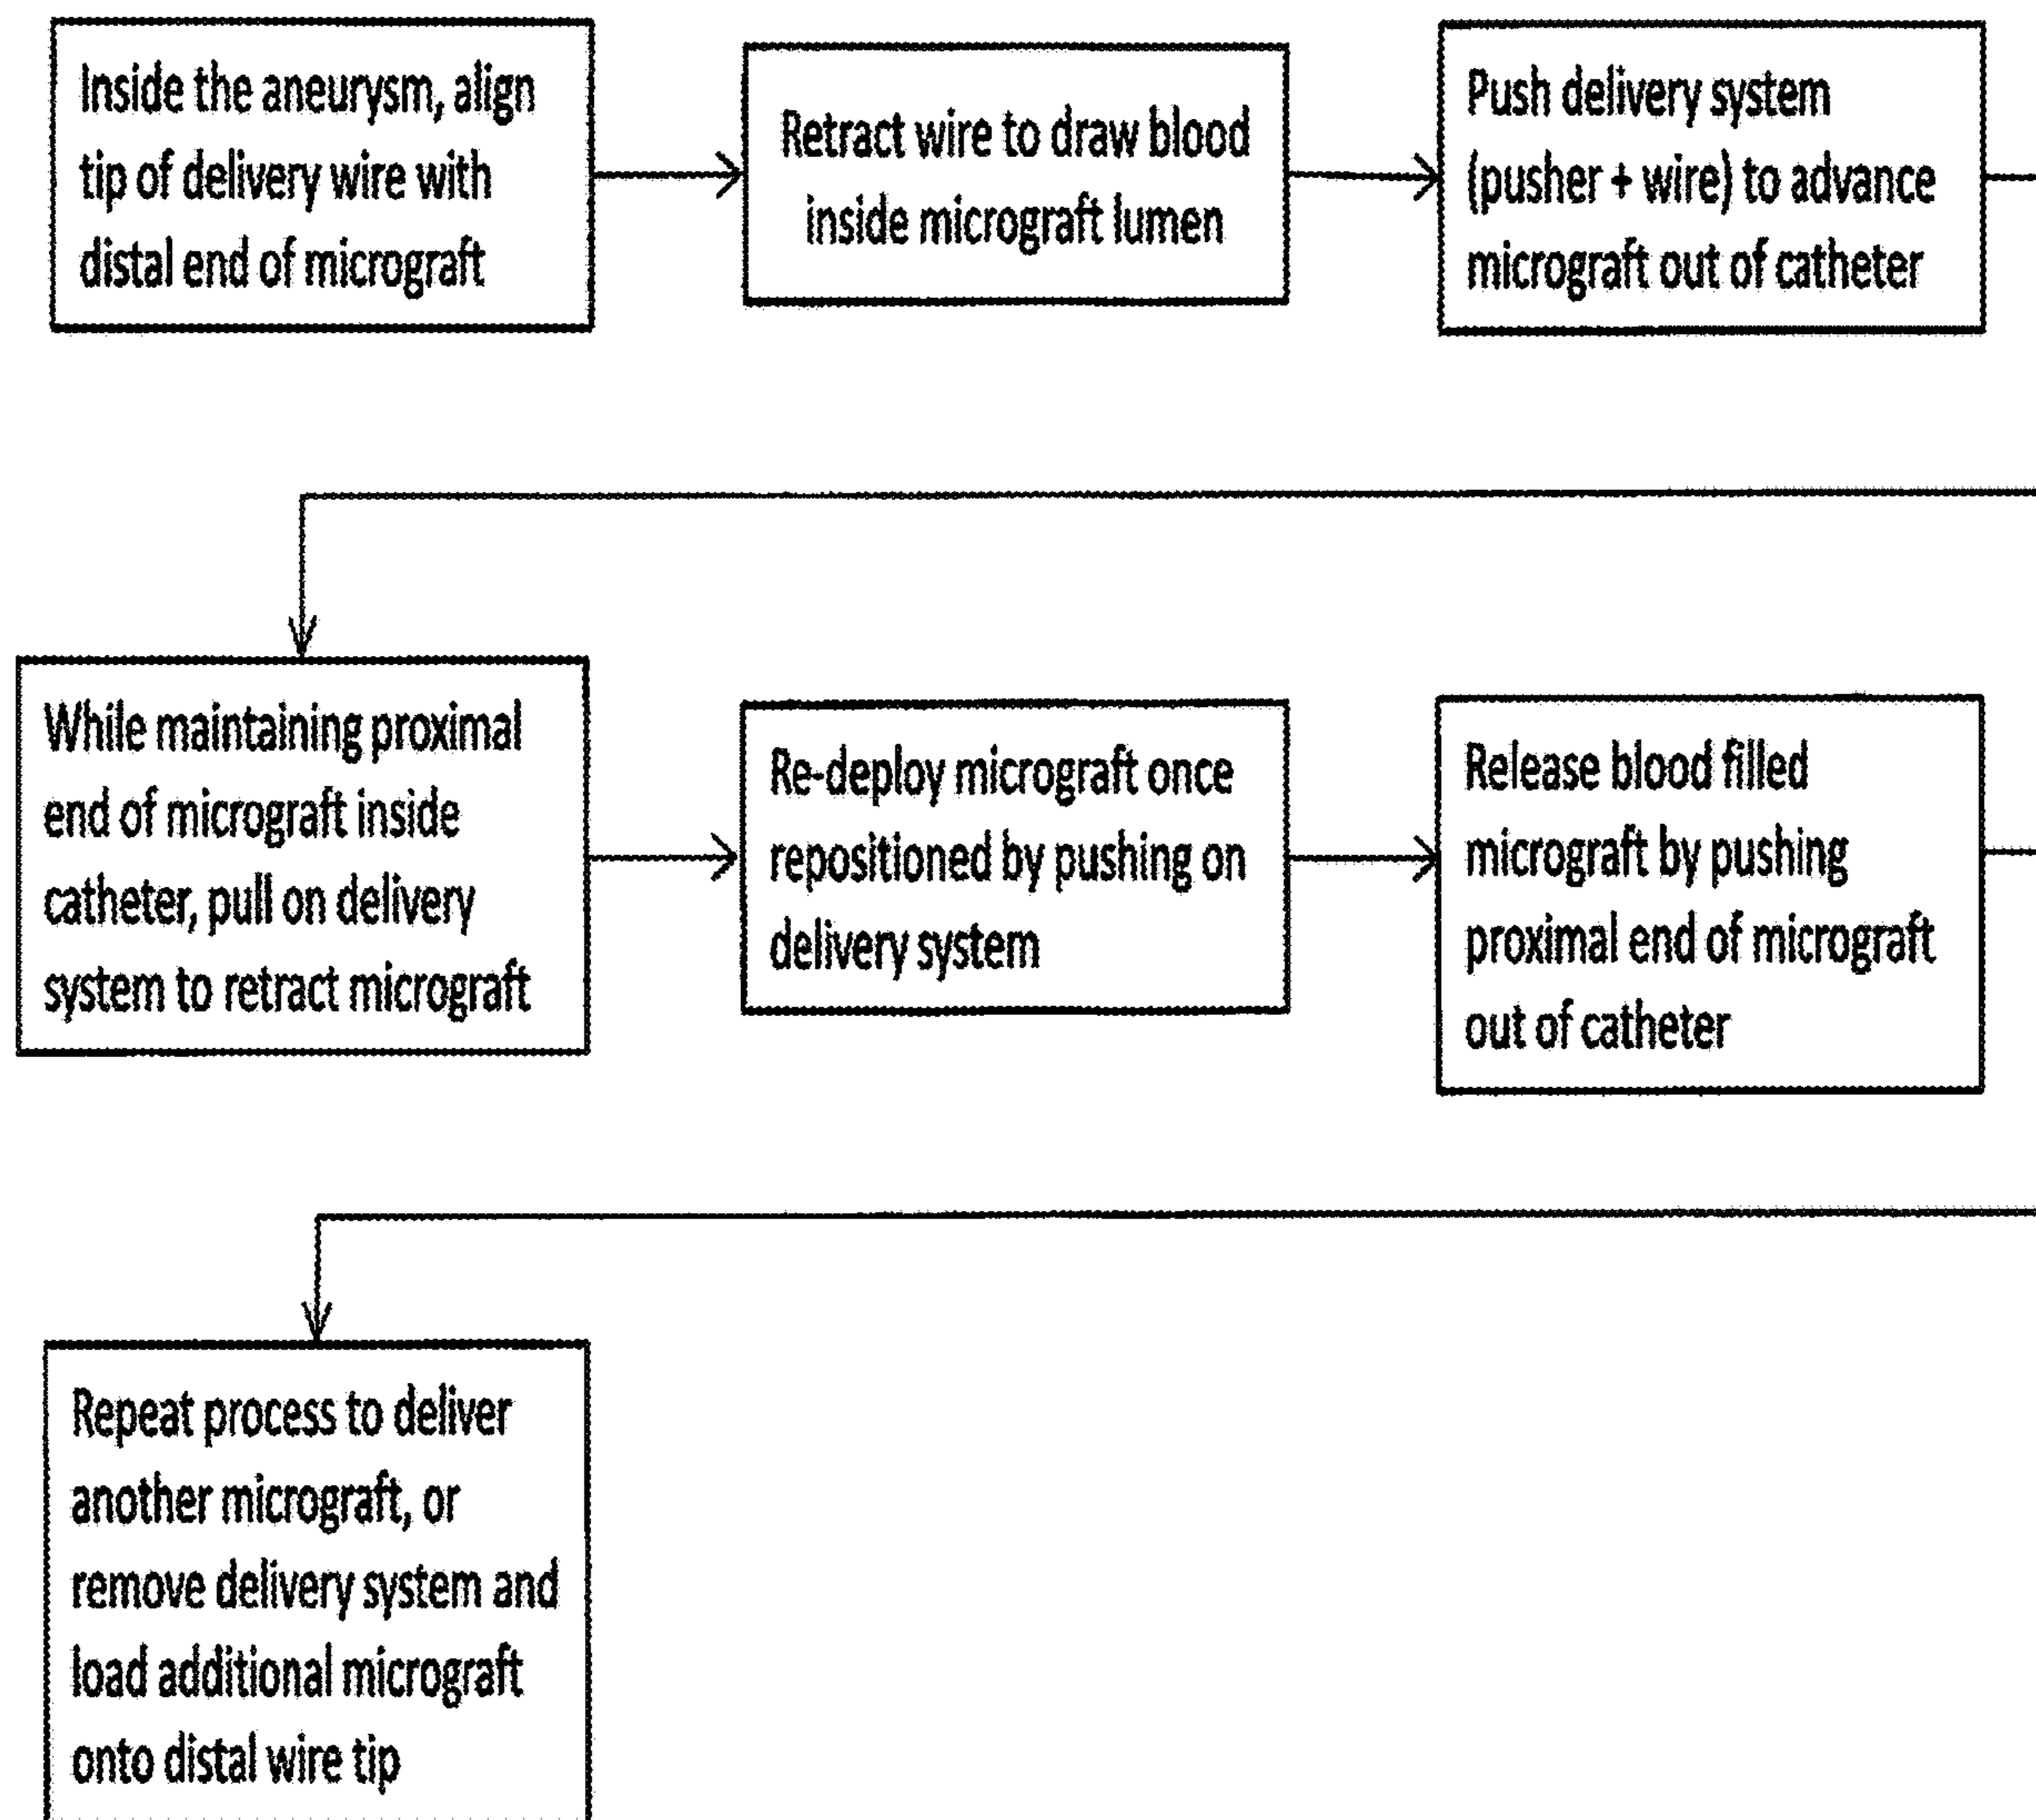 Inside the aneurysm, align
tip of delivery wire with
distal end of micrograft
Retract wire to draw blood
inside micrograft lumen
Push delivery system
(pusher + wire) to advance
micrograft out of catheter
While maintaining proximal
end of micrograft inside
catheter, pull on delivery
system to retract micrograft
Re-deploy micrograft once
repositioned by pushing on
delivery system
Release blood filled
micrograft by pushing
proximal end of micrograft
out of catheter
Repeat process to deliver
another micrograft, or
remove delivery system and
load additional micrograft
onto distal wire tip